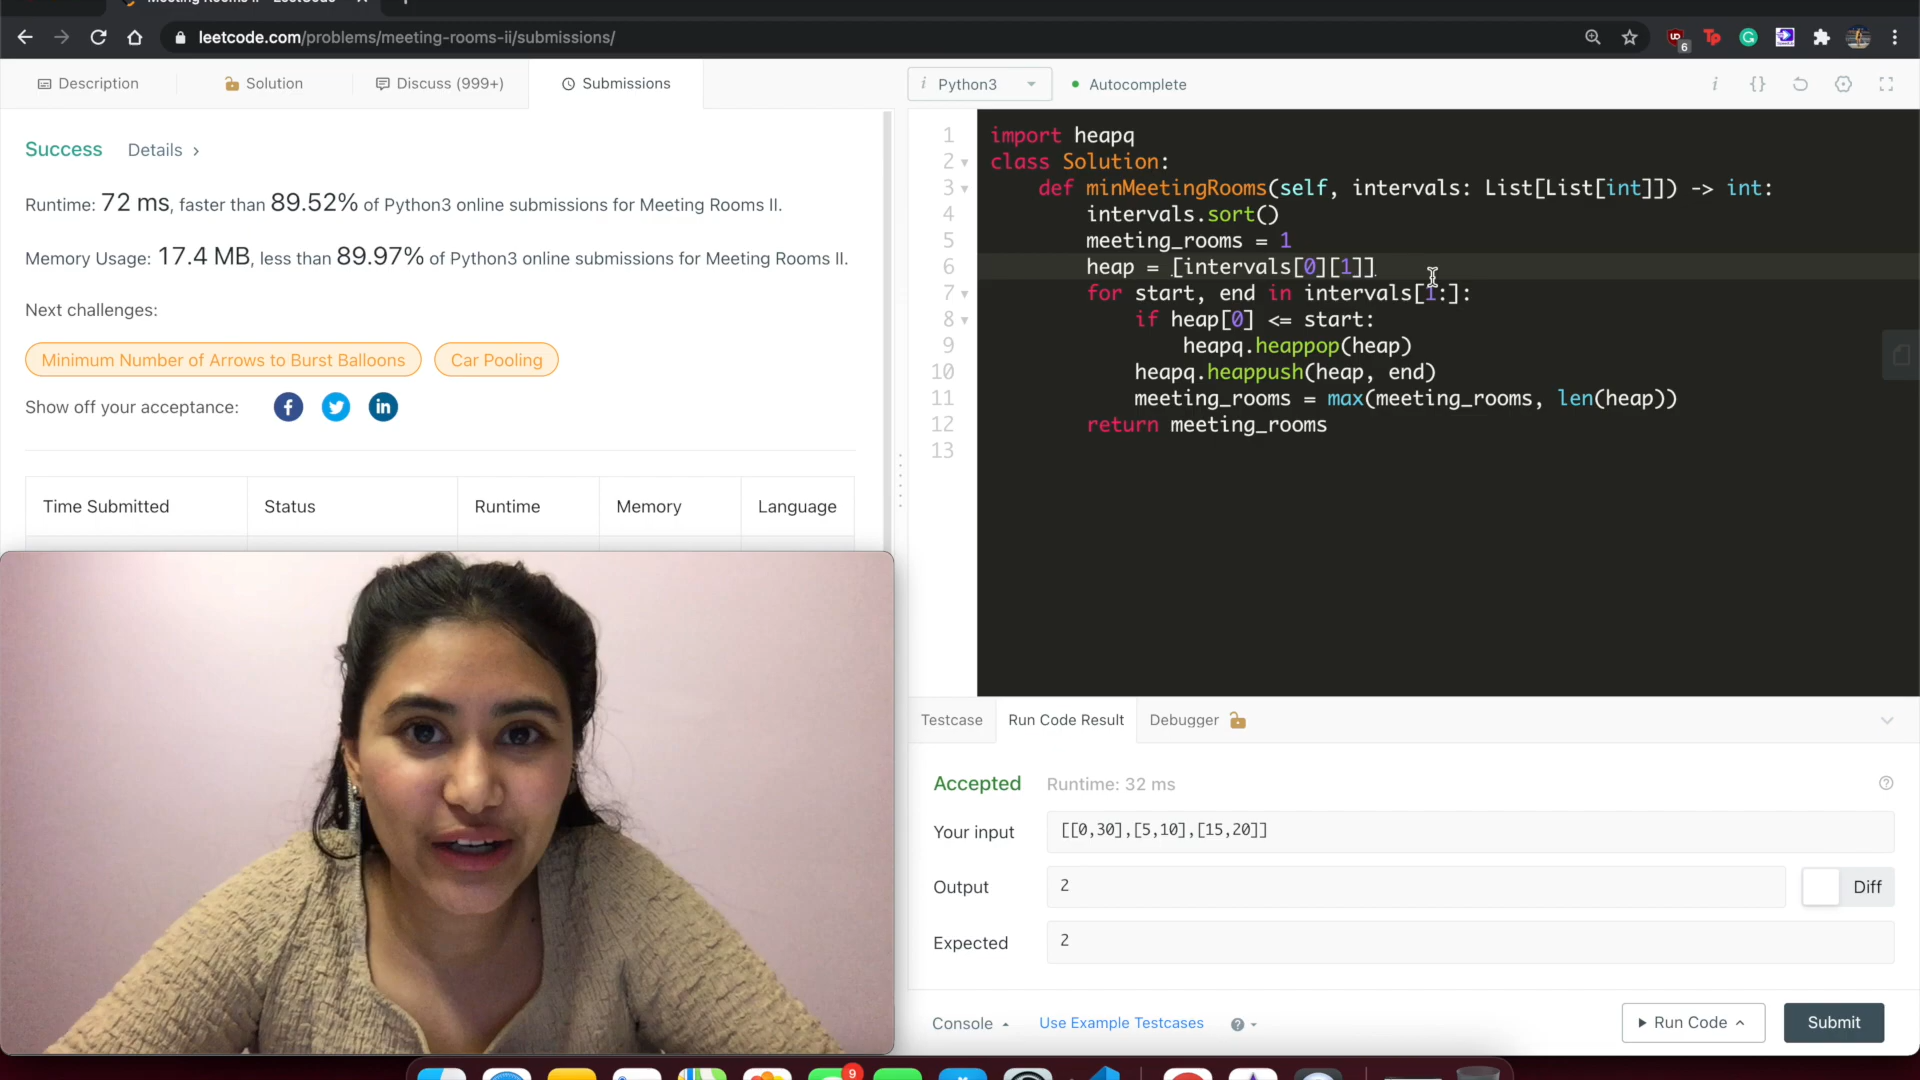 leetcode.com/problems/meeting-rooms-ii/submissions/
6
Description
Solution
Discuss (999+)
Submissions
i Python3
Autocomplete
i {}
Success Details >
Runtime: 72 ms, faster than 89.52% of Python3 online submissions for Meeting Rooms II.
Memory Usage: 17.4 MB, less than 89.97% of Python3 online submissions for Meeting Rooms II.
Next challenges:
Minimum Number of Arrows to Burst Balloons
Car Pooling
Show off your acceptance:
Time Submitted
Status
Runtime
Memory
Language
1 import heapq
2 class Solution:
3 def minMeetingRooms(self, intervals: List[List[int]]) -> int:
4 intervals.sort()
5 meeting_rooms = 1
6 heap = [intervals[0][1]]
7 for start, end in intervals[1:]:
8 if heap[0] <= start:
9 heapq.heappop(heap)
10 heapq.heappush(heap, end)
11 meeting_rooms = max(meeting_rooms, len(heap))
12 return meeting_rooms
13
Testcase
Run Code Result
Debugger
Accepted Runtime: 32 ms
Your input [[0,30],[5,10],[15,20]]
Output 2 Diff
Expected 2
Console
Use Example Testcases
Run Code
Submit
9